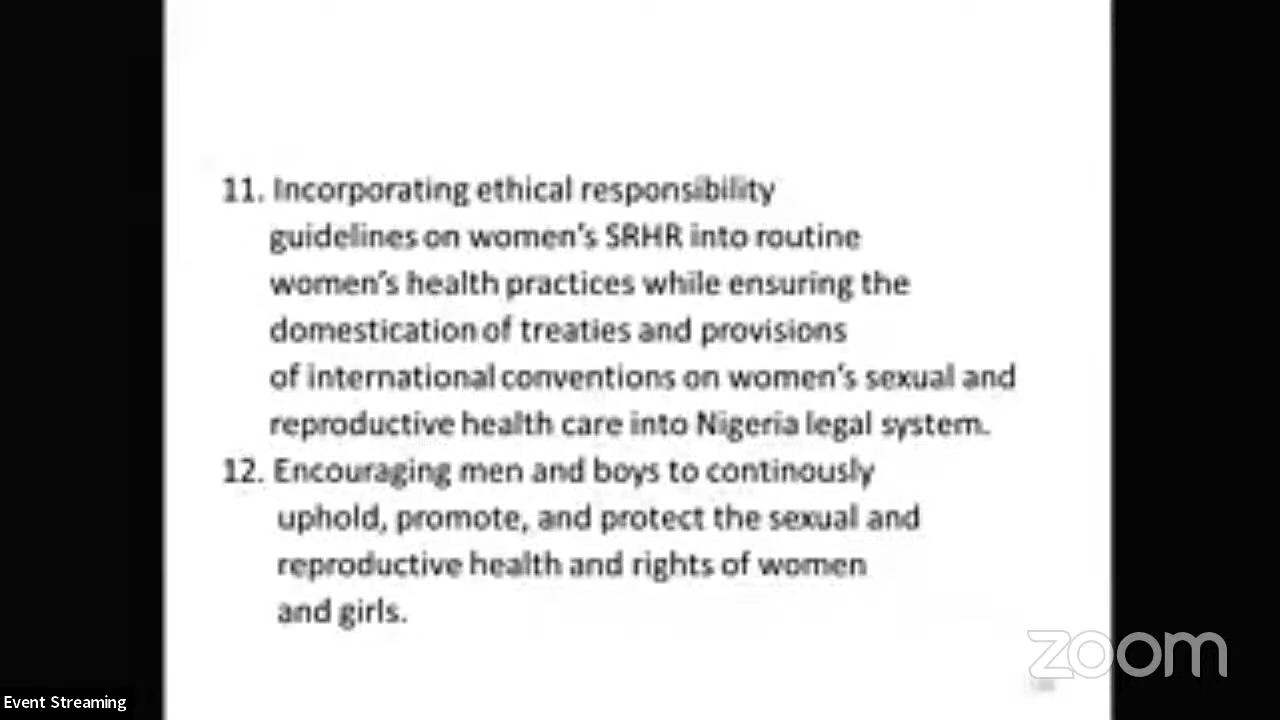 11. Incorporating ethical responsibility
guidelines on women's SRHR into routine
women's health practices while ensuring the
domestication of treaties and provisions
of international conventions on women's sexual and
reproductive health care into Nigeria legal system.
12. Encouraging men and boys to continously
uphold, promote, and protect the sexual and
reproductive health and rights of women
and girls.
zoom
Event Streaming